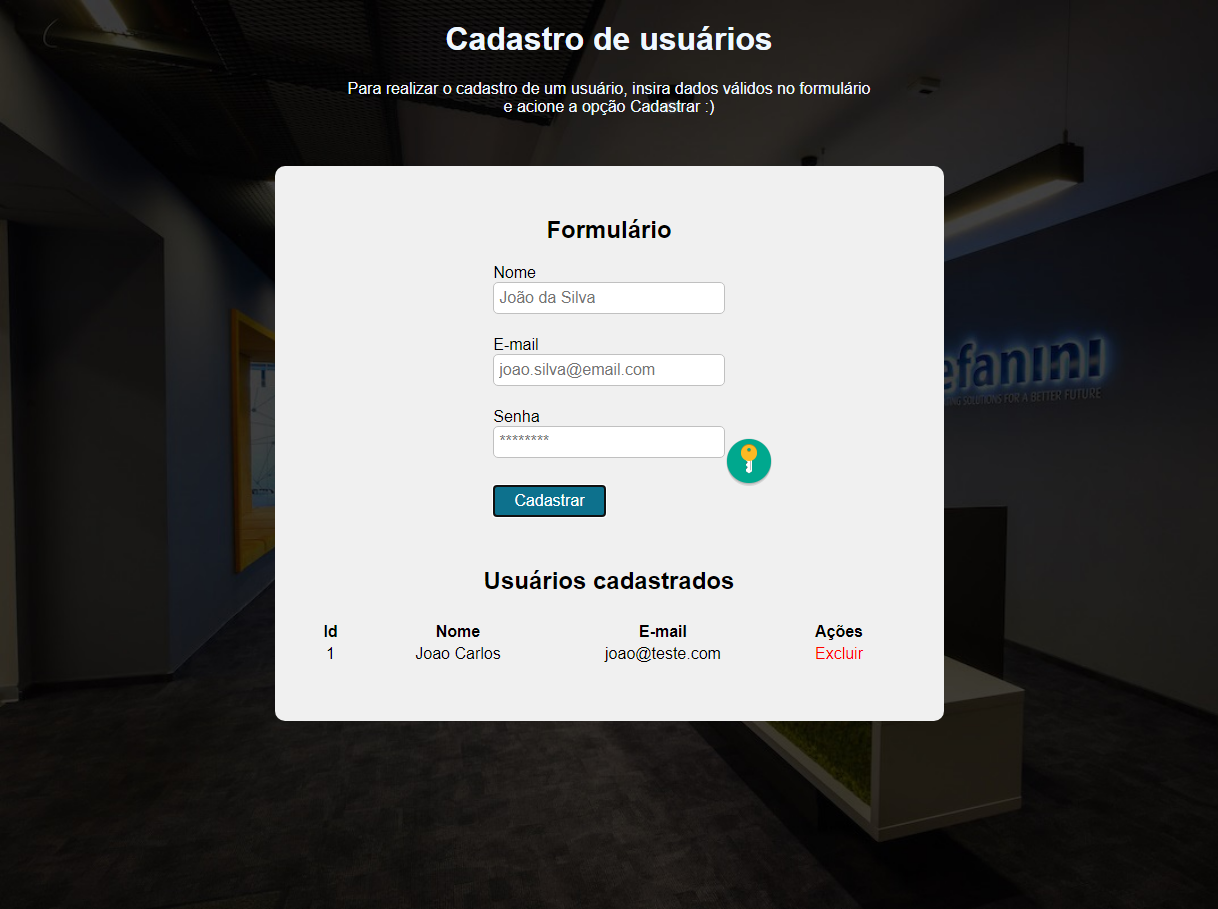 Cadastro de usuários
Para realizar o cadastro de um usuário, insira dados válidos no formulário
e acione a opção Cadastrar :)
Formulário
Nome
João da Silva
E-mail
joao.silva@email.com
efanini
SOLUTIONS FOR A BETTER FUTURE
Senha
********
Cadastrar
Usuários cadastrados
Id Nome E-mail Ações
1 Joao Carlos joao@teste.com Excluir